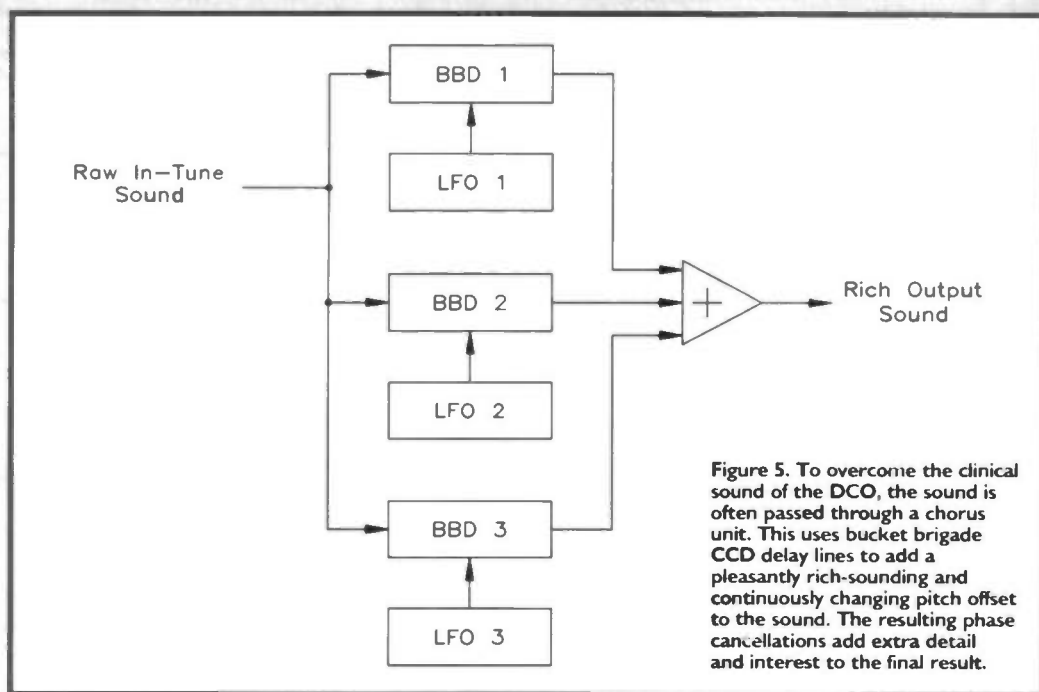 Raw In-Tune
Sound
BBD 1
LFO 1
BBD 2
LFO 2
BBD 3
LFO 3
+
Rich Output
Sound
Figure 5. To overcome the clinical
sound of the DCO, the sound is
often passed through a chorus
unit. This uses bucket brigade
CCD delay lines to add a
pleasantly rich-sounding and
continuously changing pitch offset
to the sound. The resulting phase
cancellations add extra detail
and interest to the final result.